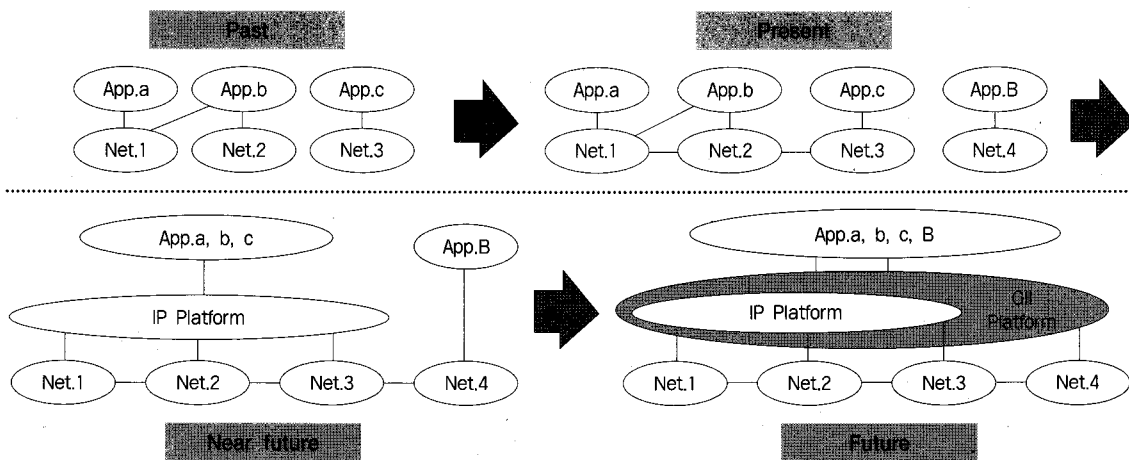 Past
Present
App.a
App.b
App.c
App.a
App.b
App.c
App.B
Net.1
Net.2
Net.3
Net.1
Net.2
Net.3
Net.4
App.a, b, c
App.B
App.a, b, c, B
IP Platform
IP Platform
GII
Platform
Net.1
Net.2
Net.3
Net.4
Net.1
Net.2
Net.3
Net.4
Near future
Future